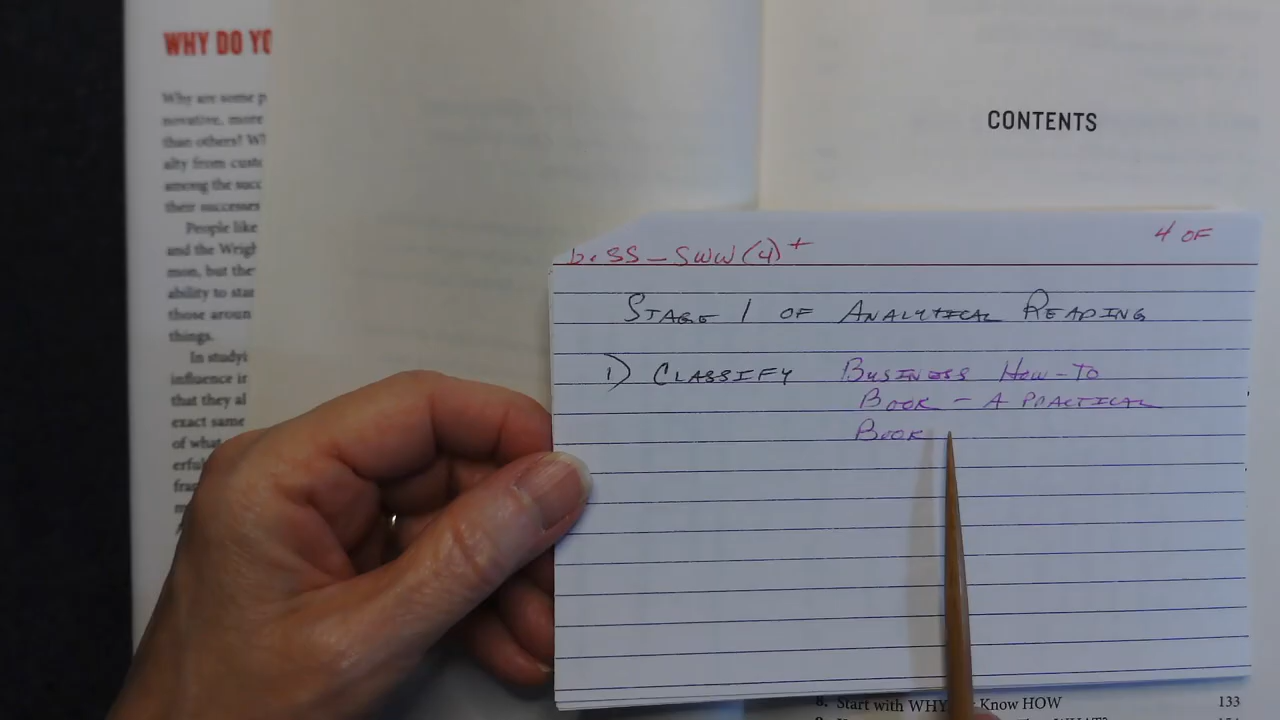 WHY DO YO
Why are some p
novative, more
than others? W
alty from custo
among the succ
their successes
People like
and the Wrigh
mon, but the
ability to star
those aroun
things.
In studyi
influence in
that they al
exact same
of what
CONTENTS
b.SS - SWW(4)+
4 OF
STAGE 1 OF ANALYTICAL READING
1) CLASSIFY BUSINESS HOW-TO
BOOK - A PRACTICAL
BOOK
8. Start with WHY Know HOW 133